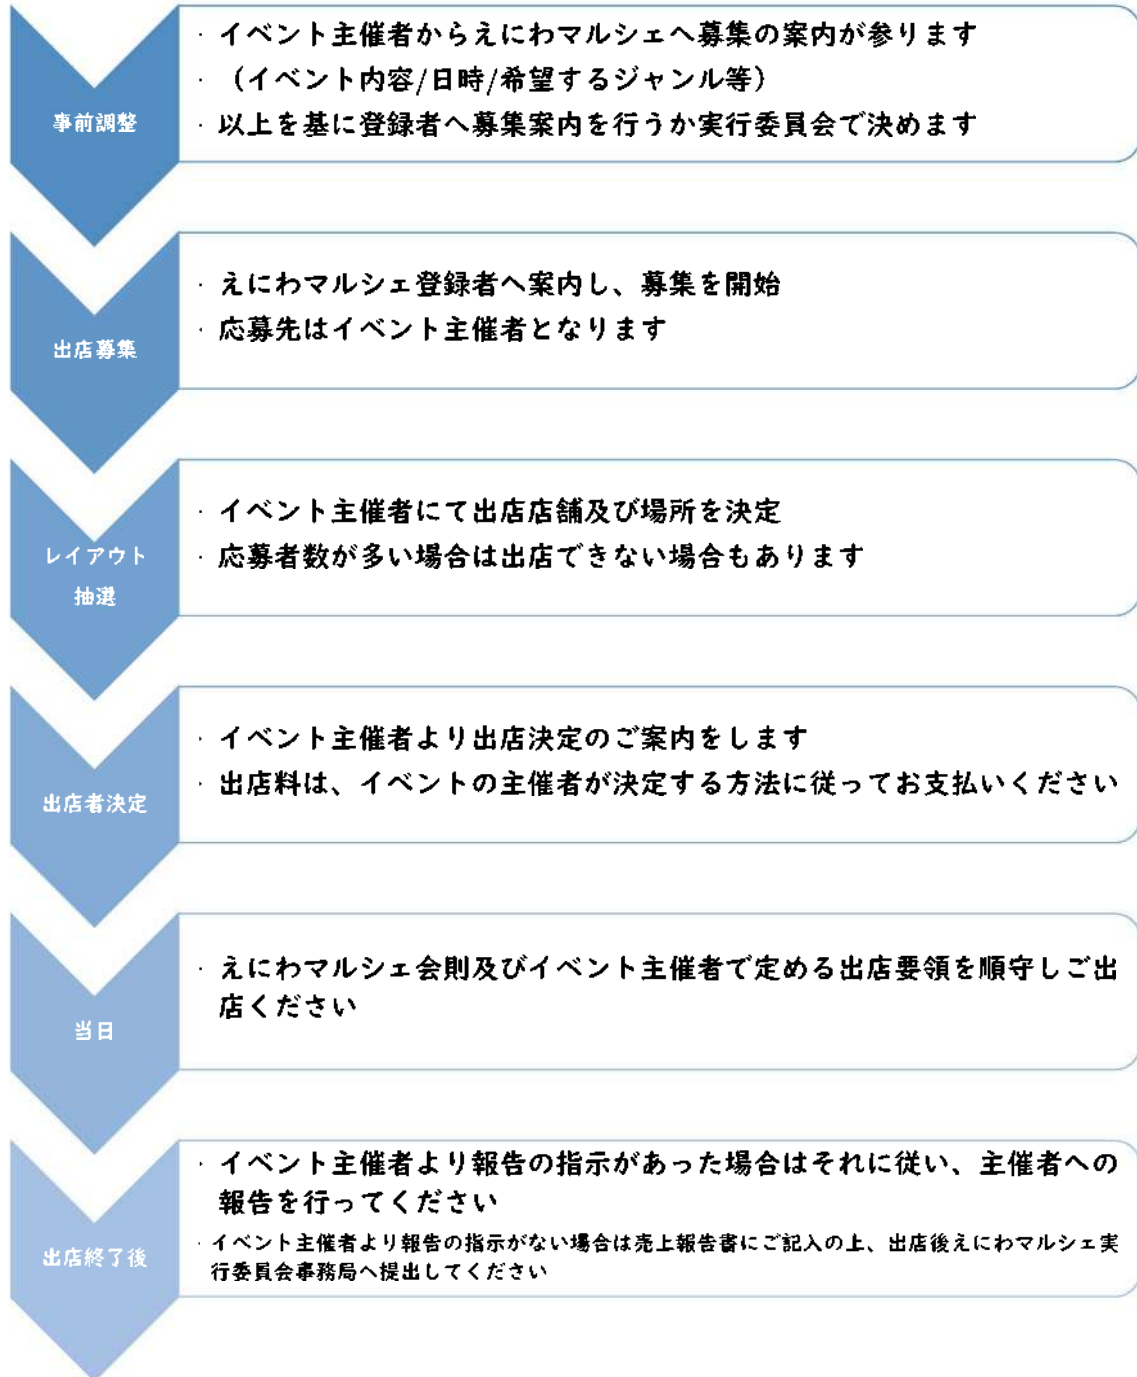 事前調整
・イベント主催者からえにわマルシェへ募集の案内が参ります
・（イベント内容/日時/希望するジャンル等）
・以上を基に登録者へ募集案内を行うか実行委員会で決めます
出店募集
・えにわマルシェ登録者へ案内し、募集を開始
・応募先はイベント主催者となります
レイアウト
抽選
・イベント主催者にて出店店舗及び場所を決定
・応募者数が多い場合は出店できない場合もあります
出店者決定
・イベント主催者より出店決定のご案内をします
・出店料は、イベントの主催者が決定する方法に従ってお支払いください
当日
・えにわマルシェ会則及びイベント主催者で定める出店要領を順守しご出
店ください
出店終了後
・イベント主催者より報告の指示があった場合はそれに従い、主催者への
報告を行ってください
・イベント主催者より報告の指示がない場合は売上報告書にご記入の上、出店後えにわマルシェ実
行委員会事務局へ提出してください